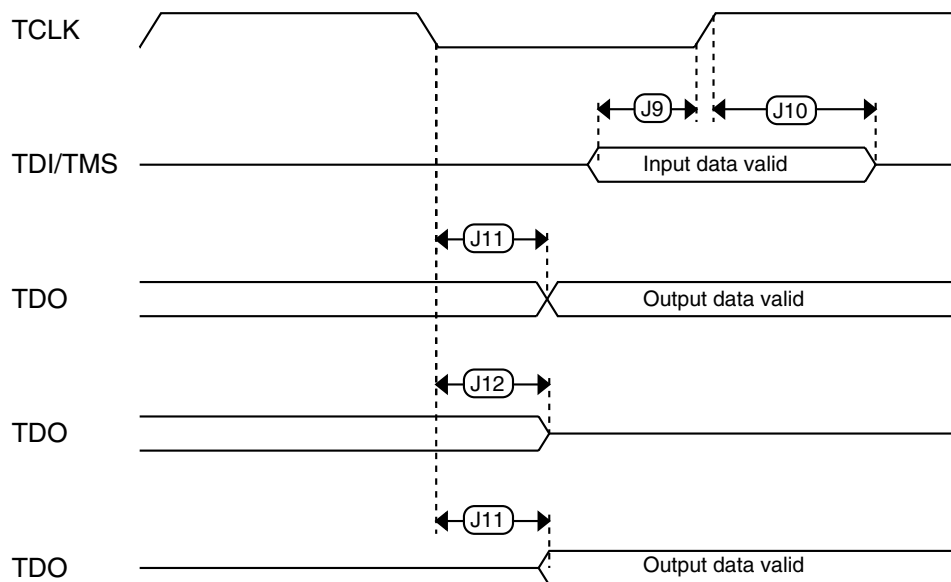 TCLK
J9
J10
TDI/TMS
Input data valid
J11
TDO
Output data valid
J12
TDO
J11
TDO
Output data valid